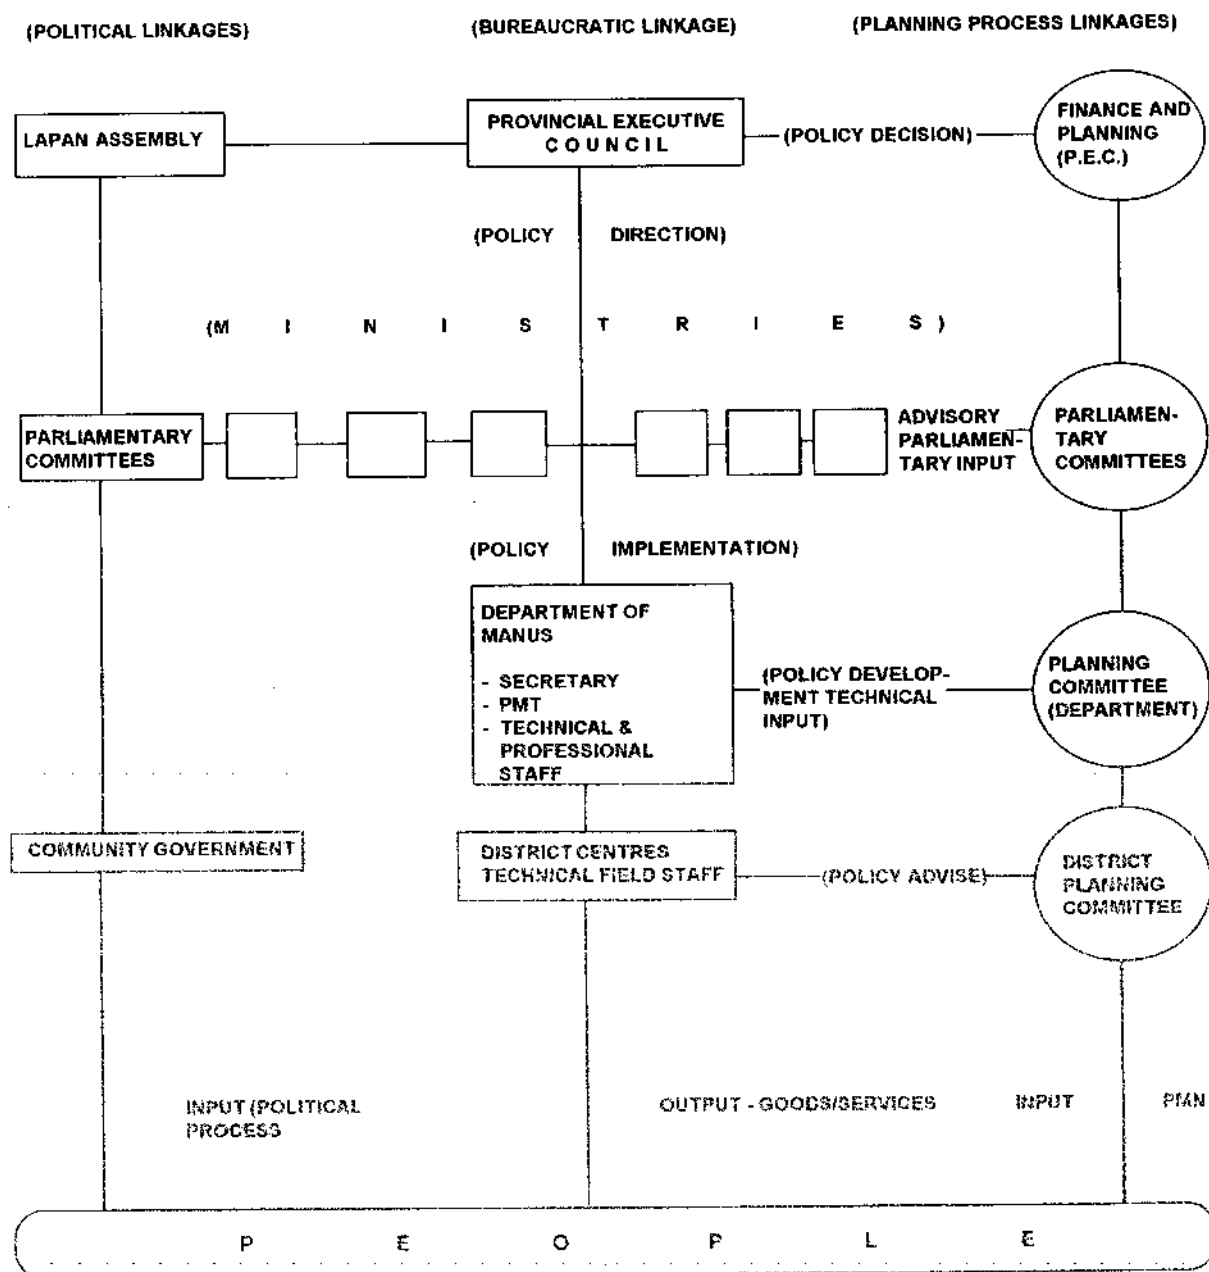 (POLITICAL LINKAGES)
(BUREAUCRATIC LINKAGE)
(PLANNING PROCESS LINKAGES)
LAPAN ASSEMBLY
PROVINCIAL EXECUTIVE
COUNCIL
(POLICY DECISION)
FINANCE AND
PLANNING
(P.E.C.)
(POLICY DIRECTION)
(MINISTRIES)
PARLIAMENTARY
COMMITTEES
ADVISORY
PARLIAMEN-
TARY INPUT
PARLIAMEN-
TARY
COMMITTEES
(POLICY IMPLEMENTATION)
DEPARTMENT OF
MANUS
- SECRETARY
- PMT
- TECHNICAL &
PROFESSIONAL
STAFF
(POLICY DEVELOP-
MENT TECHNICAL
INPUT)
PLANNING
COMMITTEE
(DEPARTMENT)
COMMUNITY GOVERNMENT
DISTRICT CENTRES
TECHNICAL FIELD STAFF
(POLICY ADVISE)
DISTRICT
PLANNING
COMMITTEE
INPUT (POLITICAL
PROCESS
OUTPUT - GOODS/SERVICES
INPUT
PMN
PEOPLE